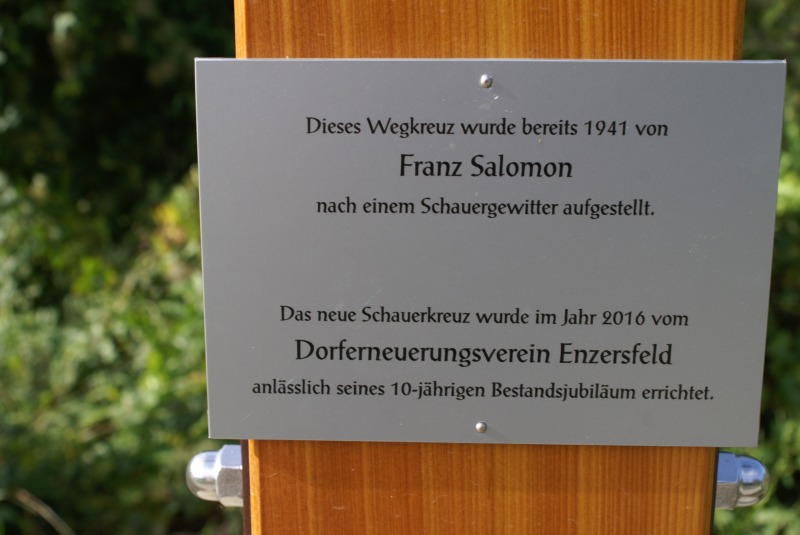 Dieses Wegkreuz wurde bereits 1941 von
Franz Salomon
nach einem Schauergewitter aufgestellt.
Das neue Schauerkreuz wurde im Jahr 2016 vom
Dorferneuerungsverein Enzersfeld
anlässlich seines 10-jährigen Bestandsjubiläum errichtet.